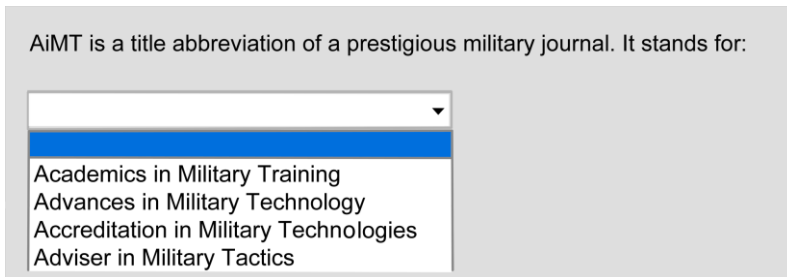 AiMT is a title abbreviation of a prestigious military journal. It stands for:
Academics in Military Training
Advances in Military Technology
Accreditation in Military Technologies
Adviser in Military Tactics